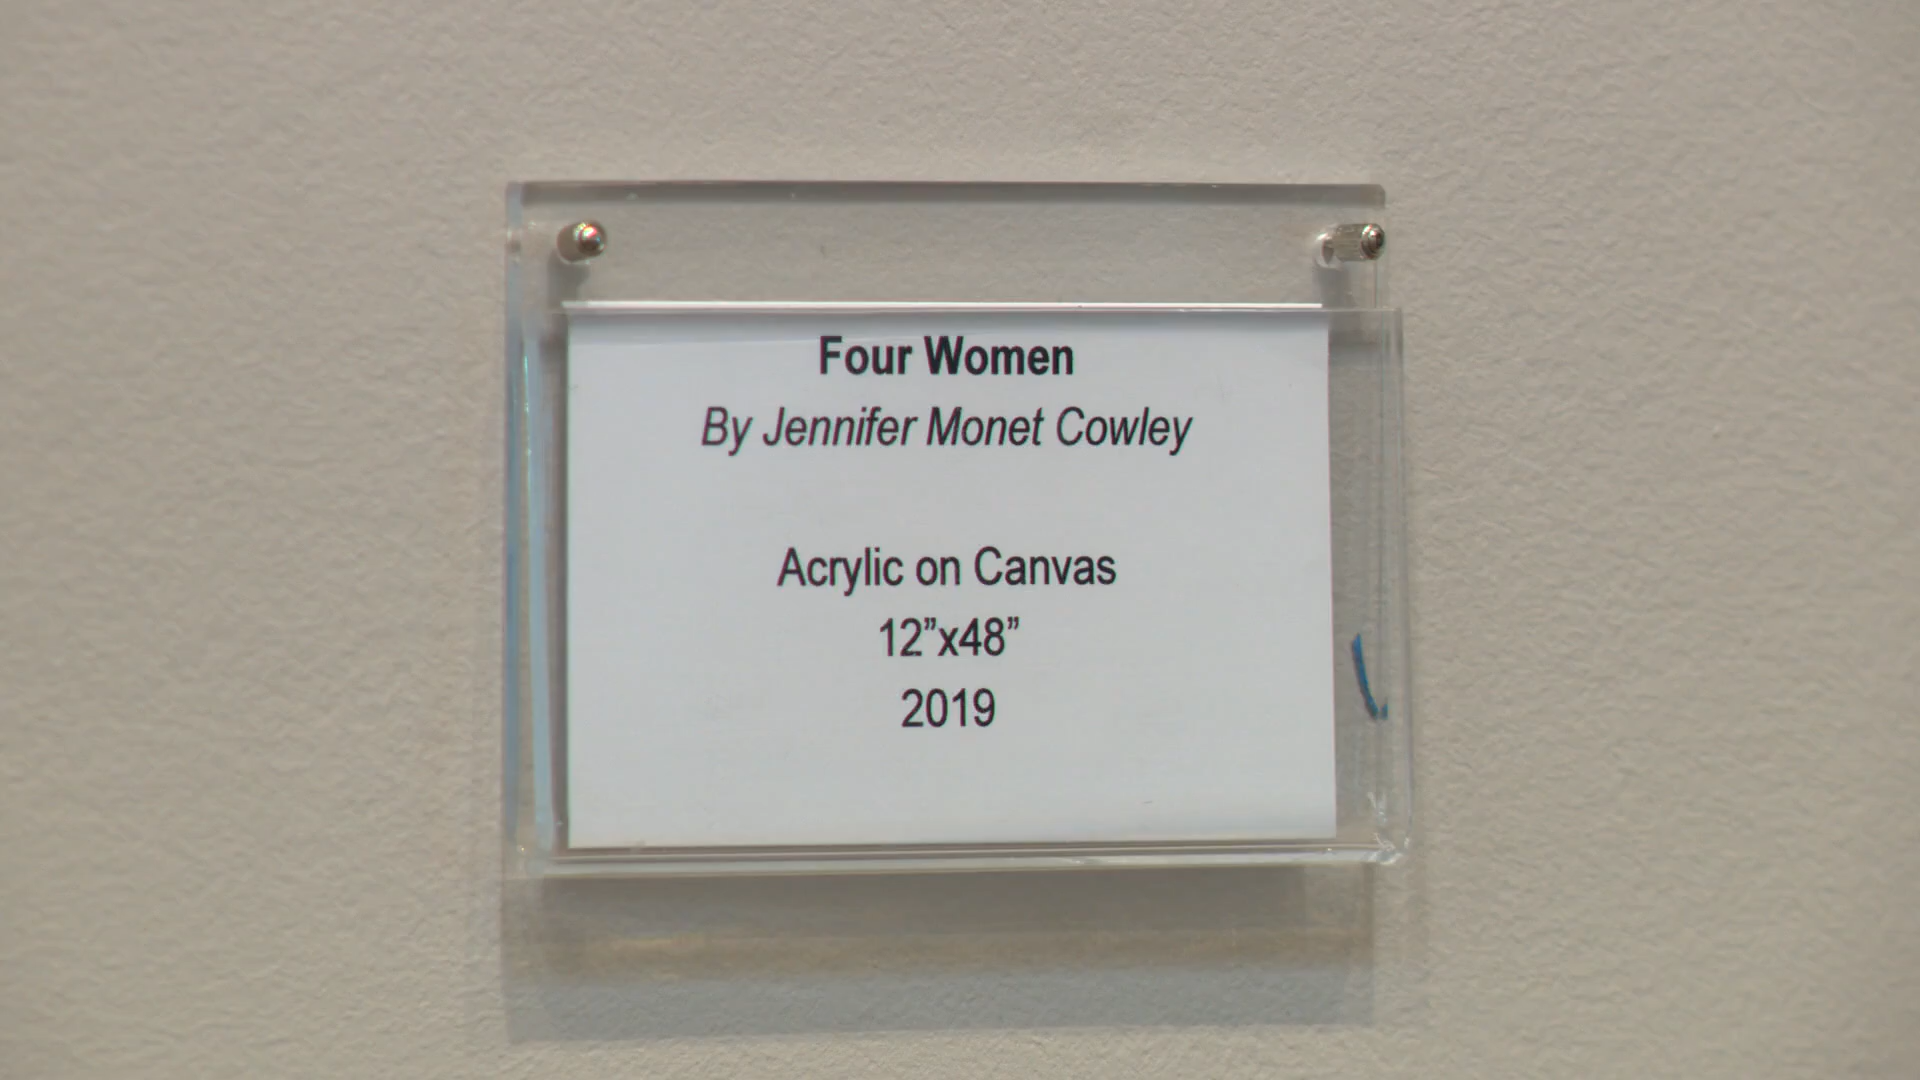 Four Women
By Jennifer Monet Cowley
Acrylic on Canvas
12”x48”
2019